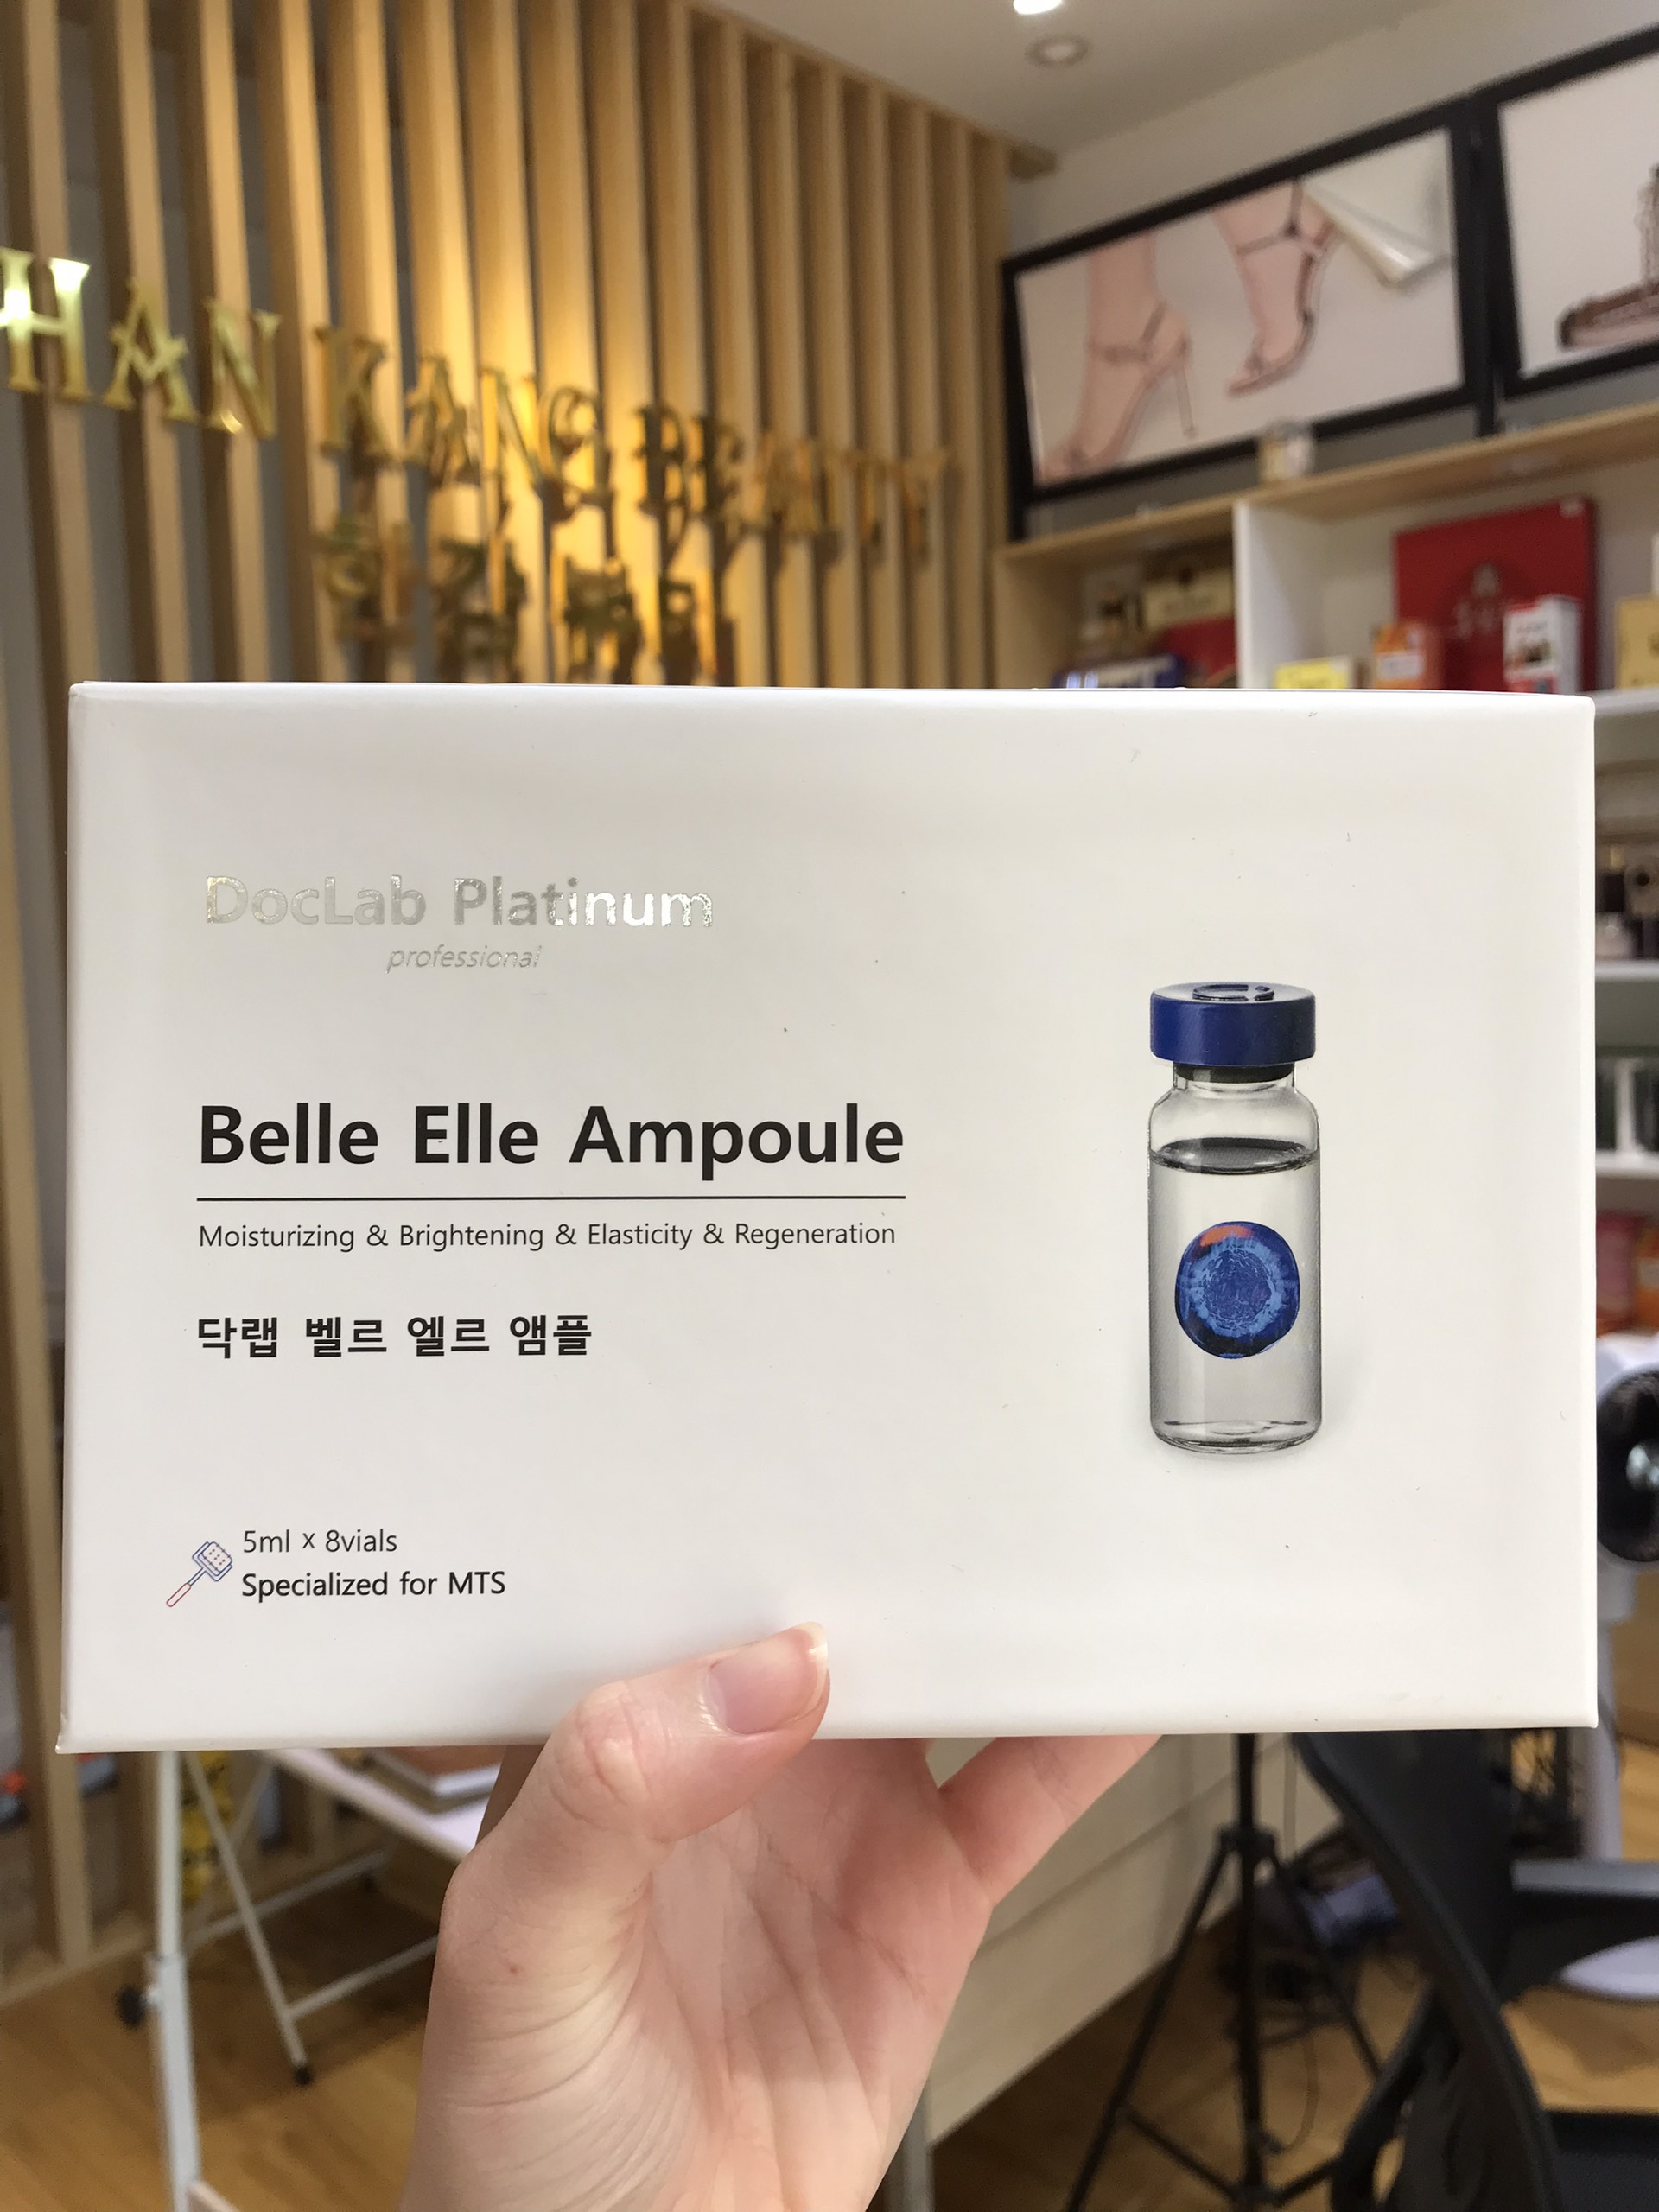 HAN KANG BEAUTY
DocLab Platinum
professional
Belle Elle Ampoule
Moisturizing & Brightening & Elasticity & Regeneration
닥랩 벨르 엘르 앰플
5ml x 8vials
Specialized for MTS